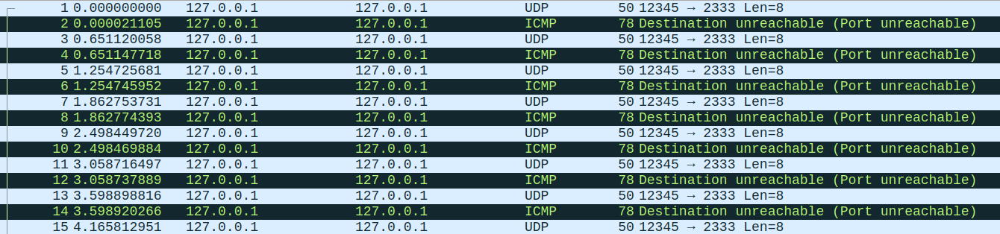 1 0.000000000 127.0.0.1 127.0.0.1 UDP 50 12345 → 2333 Len=8
2 0.000021105 127.0.0.1 127.0.0.1 ICMP 78 Destination unreachable (Port unreachable)
3 0.651120058 127.0.0.1 127.0.0.1 UDP 50 12345 → 2333 Len=8
4 0.651147718 127.0.0.1 127.0.0.1 ICMP 78 Destination unreachable (Port unreachable)
5 1.254725681 127.0.0.1 127.0.0.1 UDP 50 12345 → 2333 Len=8
6 1.254745952 127.0.0.1 127.0.0.1 ICMP 78 Destination unreachable (Port unreachable)
7 1.862753731 127.0.0.1 127.0.0.1 UDP 50 12345 → 2333 Len=8
8 1.862774393 127.0.0.1 127.0.0.1 ICMP 78 Destination unreachable (Port unreachable)
9 2.498449720 127.0.0.1 127.0.0.1 UDP 50 12345 → 2333 Len=8
10 2.498469884 127.0.0.1 127.0.0.1 ICMP 78 Destination unreachable (Port unreachable)
11 3.058716497 127.0.0.1 127.0.0.1 UDP 50 12345 → 2333 Len=8
12 3.058737889 127.0.0.1 127.0.0.1 ICMP 78 Destination unreachable (Port unreachable)
13 3.598898816 127.0.0.1 127.0.0.1 UDP 50 12345 → 2333 Len=8
14 3.598920266 127.0.0.1 127.0.0.1 ICMP 78 Destination unreachable (Port unreachable)
15 4.165812951 127.0.0.1 127.0.0.1 UDP 50 12345 → 2333 Len=8